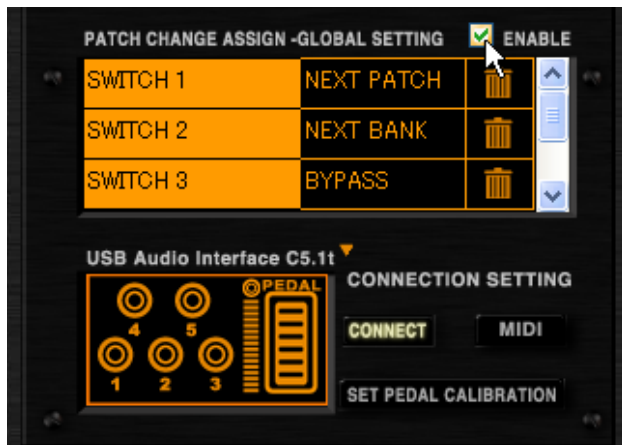 PATCH CHANGE ASSIGN -GLOBAL SETTING ENABLE
SWITCH 1 NEXT PATCH
SWITCH 2 NEXT BANK
SWITCH 3 BYPASS
USB Audio Interface C5.1t
PEDAL
4 5
1 2 3
CONNECTION SETTING
CONNECT MIDI
SET PEDAL CALIBRATION